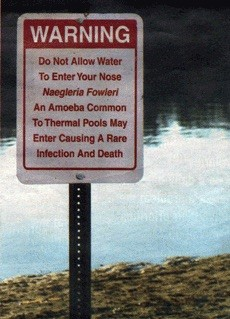 WARNING
Do Not Allow Water
To Enter Your Nose
Naegleria Fowleri
An Amoeba Common
To Thermal Pools May
Enter Causing A Rare
Infection And Death